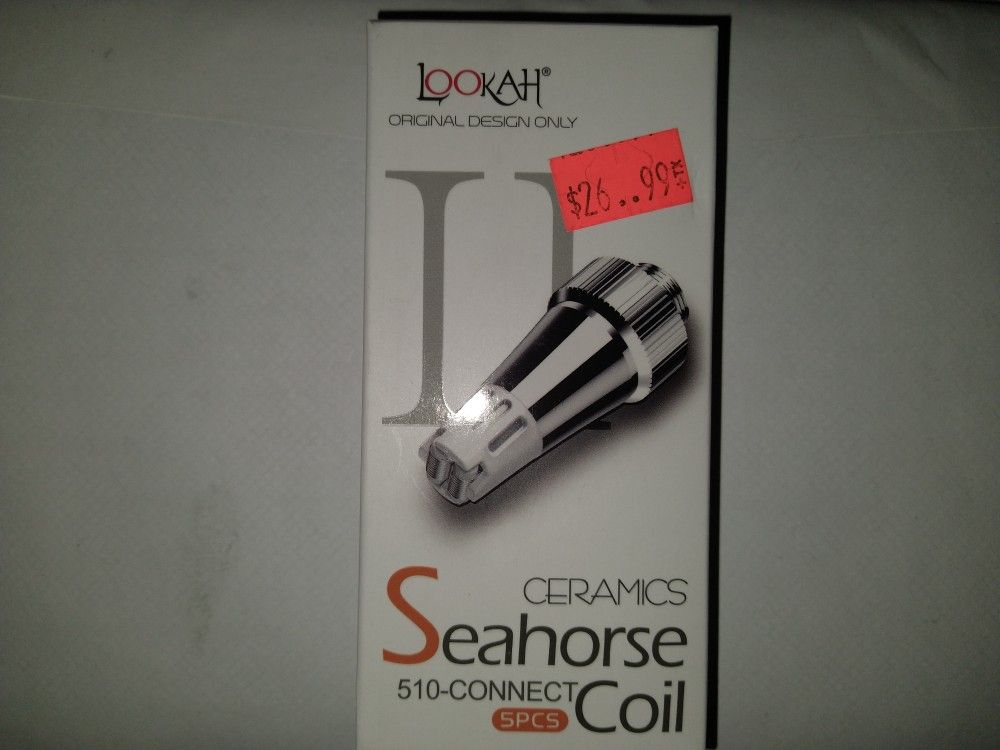 LOOKAH®
ORIGINAL DESIGN ONLY
$26..99
II
CERAMICS
Seahorse
510-CONNECT
Coil
5PCS